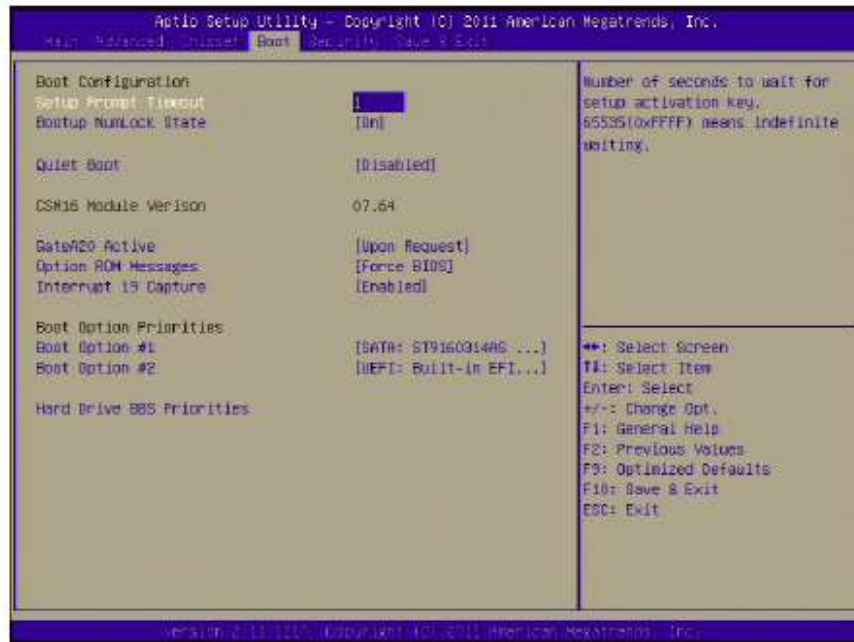 Aptio Setup Utility - Copyright (C) 2011 American Megatrends, Inc.
Main Advanced Chipset Boot Security Save & Exit
Boot Configuration
Setup Prompt Timeout 1
Bootup NumLock State [On]
Quiet Boot [Disabled]
CSM16 Module Verison 07.64
GateA20 Active [Upon Request]
Option ROM Messages [Force BIOS]
Interrupt 19 Capture [Enabled]
Boot Option Priorities
Boot Option #1 [SATA: ST9160314AS ...]
Boot Option #2 [UEFI: Built-in EFI...]
Hard Drive BBS Priorities
Number of seconds to wait for
setup activation key.
65535(0xFFFF) means indefinite
waiting.
→←: Select Screen
↑↓: Select Item
Enter: Select
+/-: Change Opt.
F1: General Help
F2: Previous Values
F9: Optimized Defaults
F10: Save & Exit
ESC: Exit
Version 2.11.1210. Copyright (C) 2011 American Megatrends, Inc.